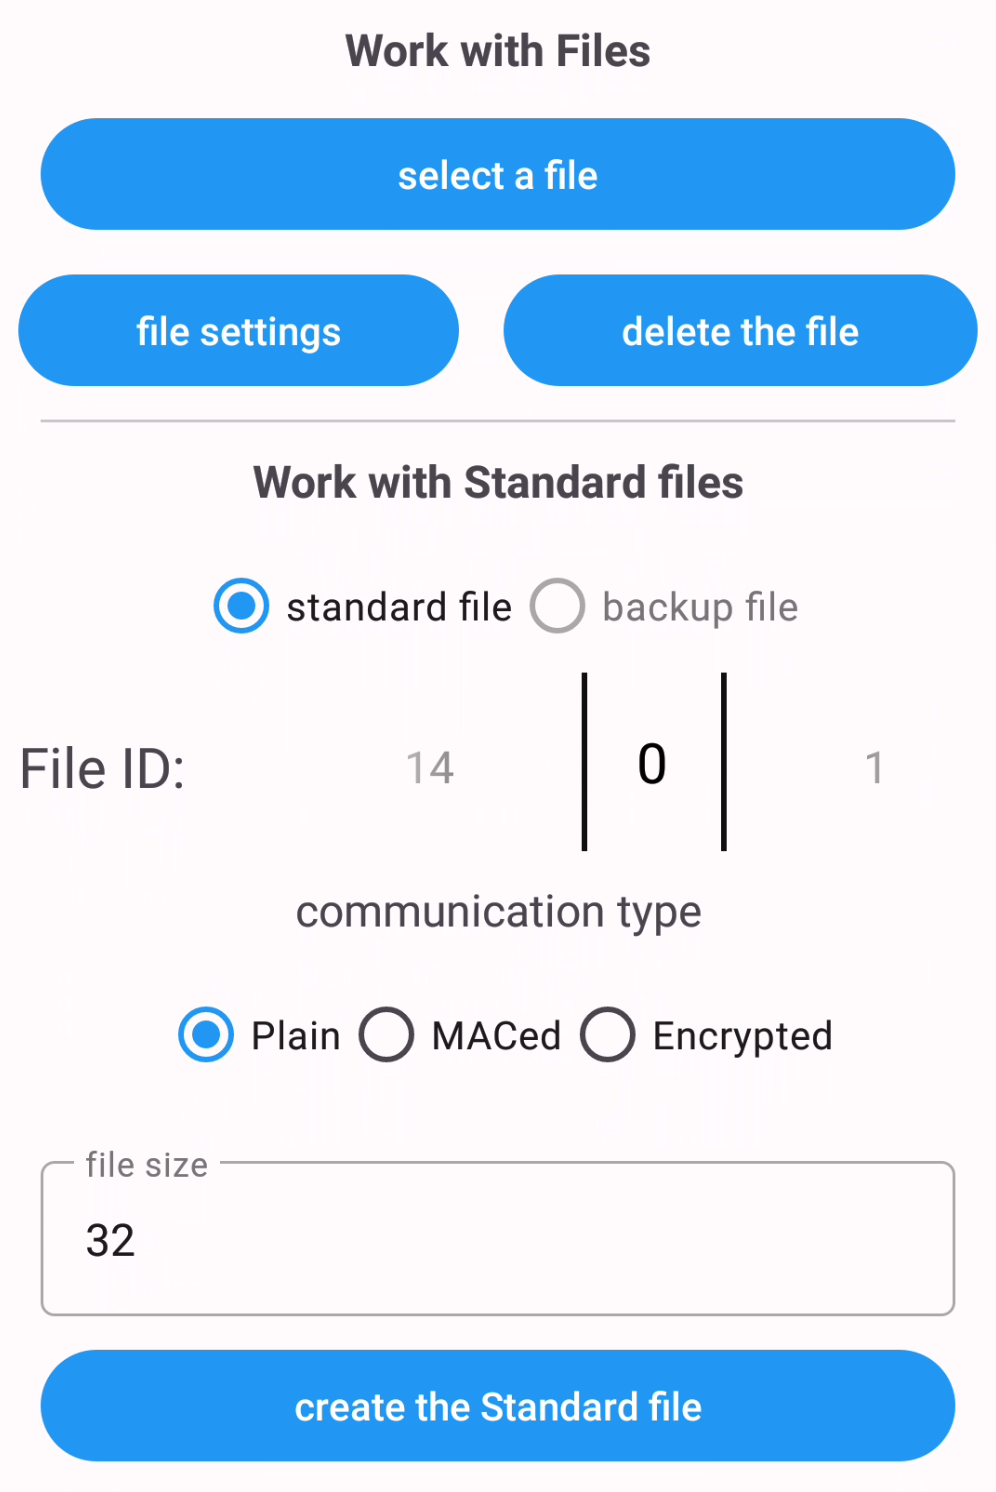 Work with Files
select a file
file settings delete the file
Work with Standard files
standard file backup file
File ID: 14 0 1
communication type
Plain MACed Encrypted
file size
32
create the Standard file